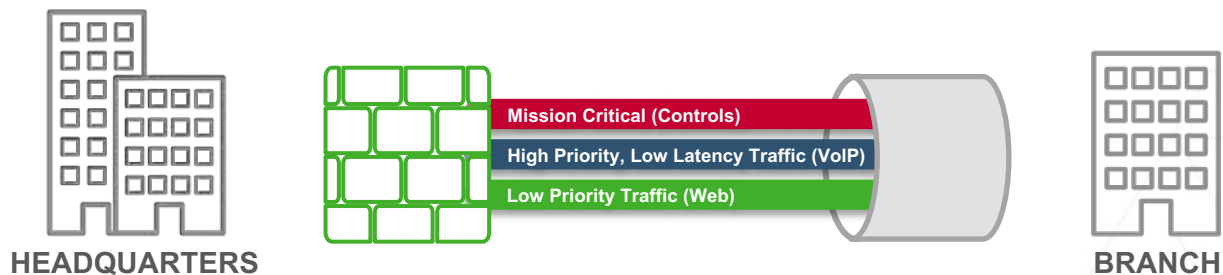 Mission Critical (Controls)
High Priority, Low Latency Traffic (VoIP)
Low Priority Traffic (Web)
HEADQUARTERS
BRANCH